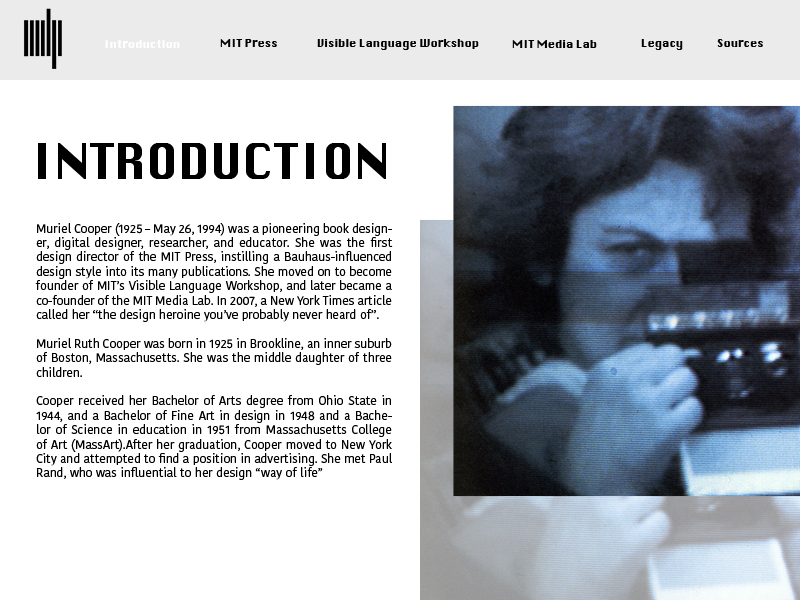 Introduction MIT Press Visible Language Workshop MIT Media Lab Legacy Sources
INTRODUCTION
Muriel Cooper (1925 – May 26, 1994) was a pioneering book design-
er, digital designer, researcher, and educator. She was the first
design director of the MIT Press, instilling a Bauhaus-influenced
design style into its many publications. She moved on to become
founder of MIT's Visible Language Workshop, and later became a
co-founder of the MIT Media Lab. In 2007, a New York Times article
called her “the design heroine you've probably never heard of”.
Muriel Ruth Cooper was born in 1925 in Brookline, an inner suburb
of Boston, Massachusetts. She was the middle daughter of three
children.
Cooper received her Bachelor of Arts degree from Ohio State in
1944, and a Bachelor of Fine Art in design in 1948 and a Bache-
lor of Science in education in 1951 from Massachusetts College
of Art (MassArt).After her graduation, Cooper moved to New York
City and attempted to find a position in advertising. She met Paul
Rand, who was influential to her design “way of life”